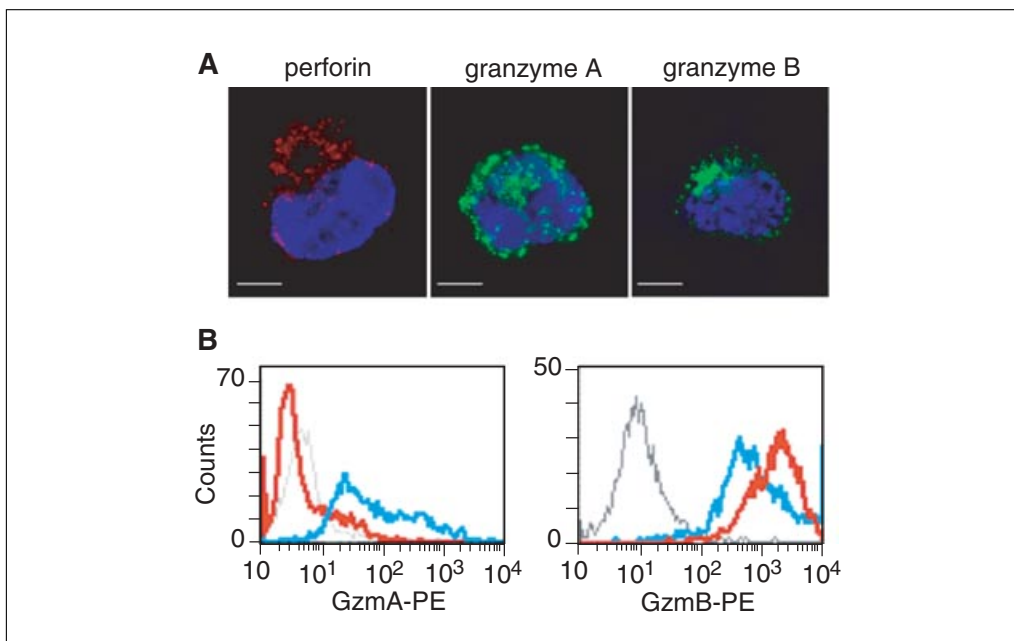 A
perforin granzyme A granzyme B
B
70
0
Counts
10 10¹ 10² 10³ 10⁴
GzmA-PE
50
0
10 10¹ 10² 10³ 10⁴
GzmB-PE